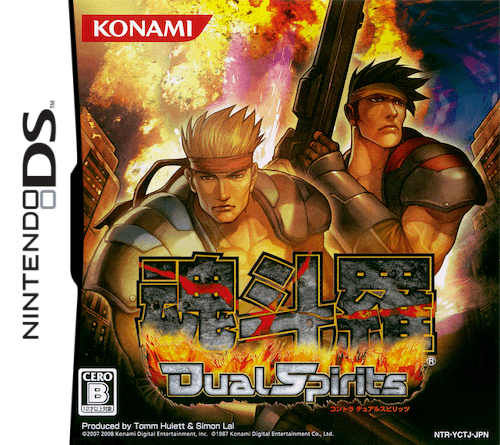 KONAMI
NINTENDO DS™
魂斗羅®
Dual Spirits
コントラ デュアルスピリッツ
CERO
B
12才以上対象
Produced by Tomm Hulett & Simon Lai
©2007 2008 Konami Digital Entertainment, Inc. ©1987 Konami Digital Entertainment Co., Ltd.
NTR-YCTJ-JPN